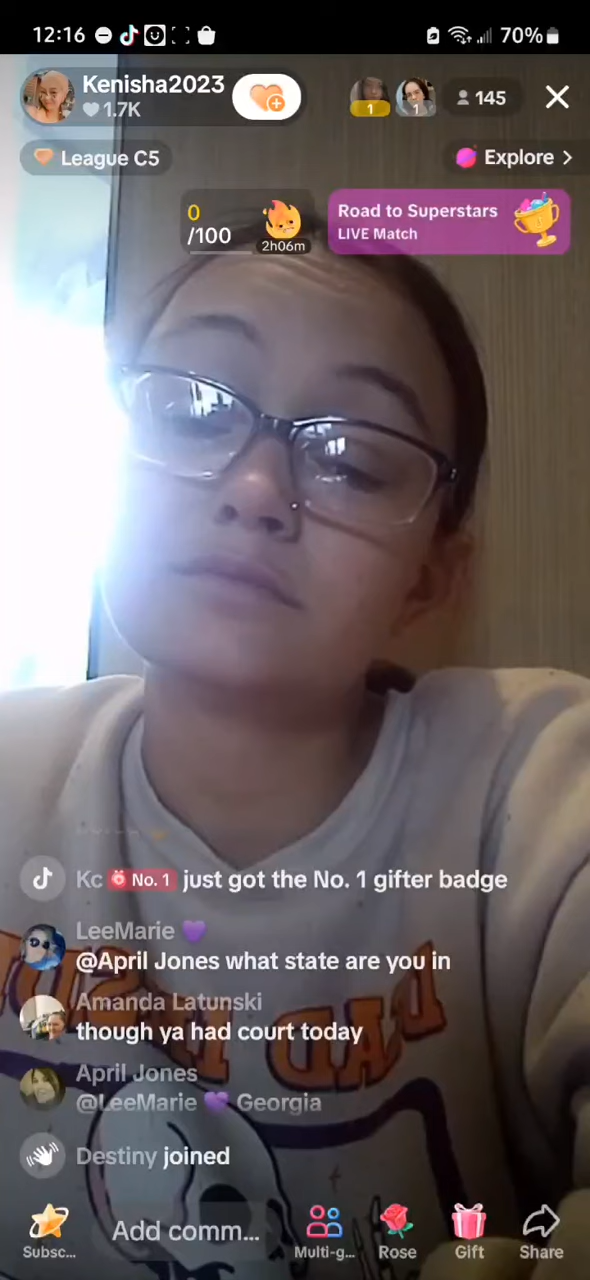 12:16
70%
Kenisha2023
1.7K
1
1
145
League C5
Explore >
0
/100
2h06m
Road to Superstars
LIVE Match
Kc No. 1 just got the No. 1 gifter badge
LeeMarie 💜
@April Jones what state are you in
Amanda Latunski
though ya had court today
April Jones
@LeeMarie 💜 Georgia
Destiny joined
Subsc...
Add comm...
Multi-g...
Rose
Gift
Share